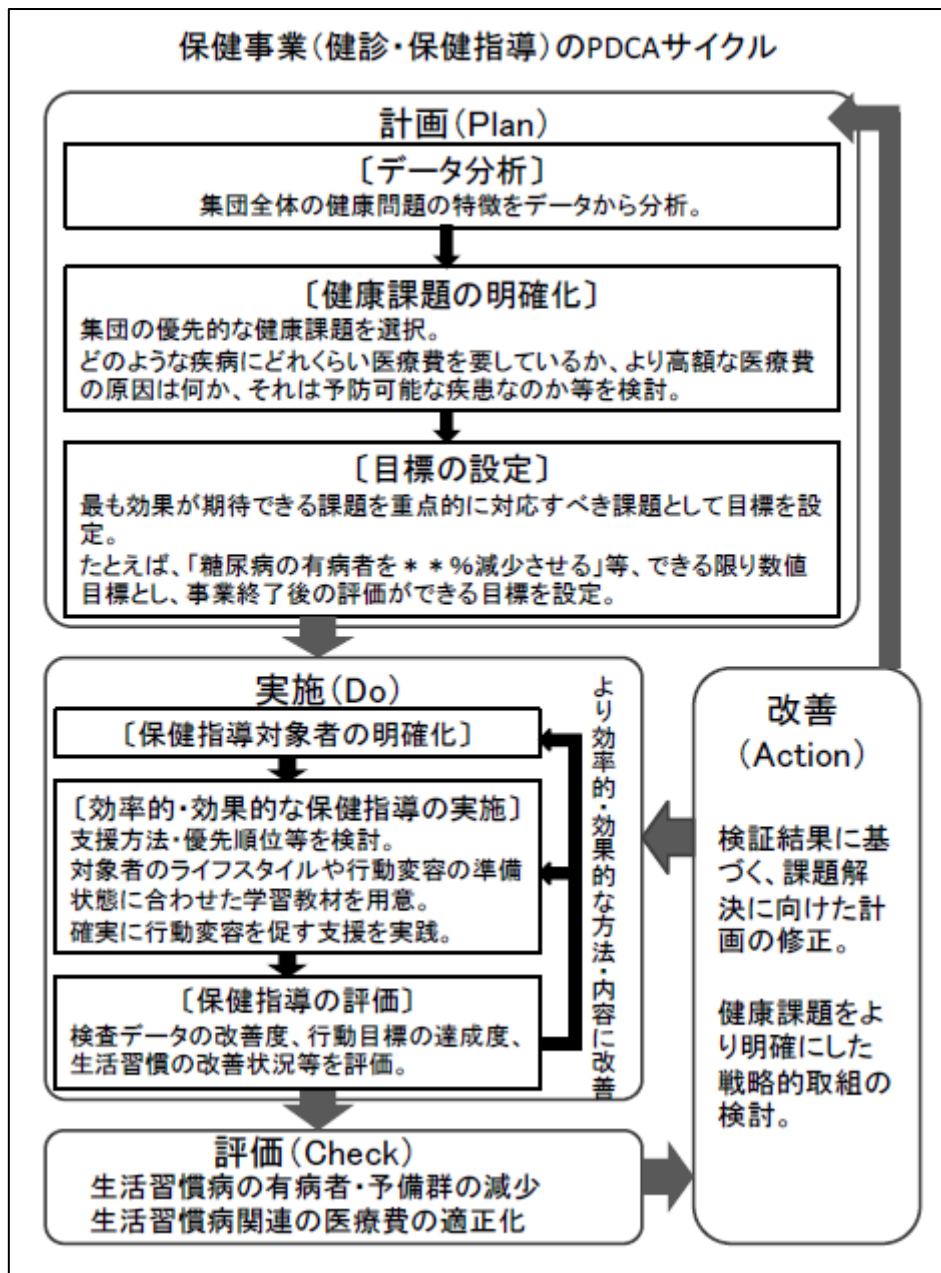 保健事業(健診・保健指導)のPDCAサイクル
計画(Plan)
〔データ分析〕
集団全体の健康問題の特徴をデータから分析。
〔健康課題の明確化〕
集団の優先的な健康課題を選択。
どのような疾病にどれくらい医療費を要しているか、より高額な医療費
の原因は何か、それは予防可能な疾患なのか等を検討。
〔目標の設定〕
最も効果が期待できる課題を重点的に対応すべき課題として目標を設
定。
たとえば、「糖尿病の有病者を**%減少させる」等、できる限り数値
目標とし、事業終了後の評価ができる目標を設定。
実施(Do)
〔保健指導対象者の明確化〕
〔効率的・効果的な保健指導の実施〕
支援方法・優先順位等を検討。
対象者のライフスタイルや行動変容の準備
状態に合わせた学習教材を用意。
確実に行動変容を促す支援を実践。
〔保健指導の評価〕
検査データの改善度、行動目標の達成度、
生活習慣の改善状況等を評価。
より効率的・効果的な方法・内容に改善
評価(Check)
生活習慣病の有病者・予備群の減少
生活習慣病関連の医療費の適正化
改善
(Action)
検証結果に基
づく、課題解
決に向けた計
画の修正。
健康課題をよ
り明確にした
戦略的取組の
検討。